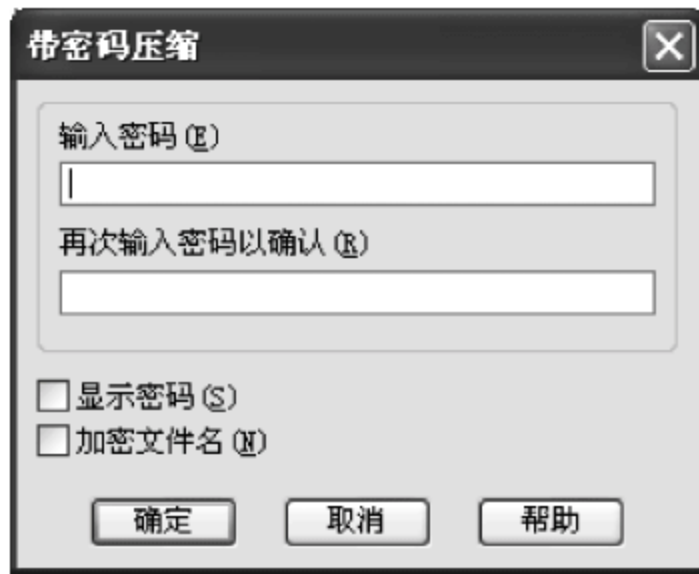 带密码压缩
输入密码(E)
再次输入密码以确认(R)
显示密码(S)
加密文件名(N)
确定 取消 帮助